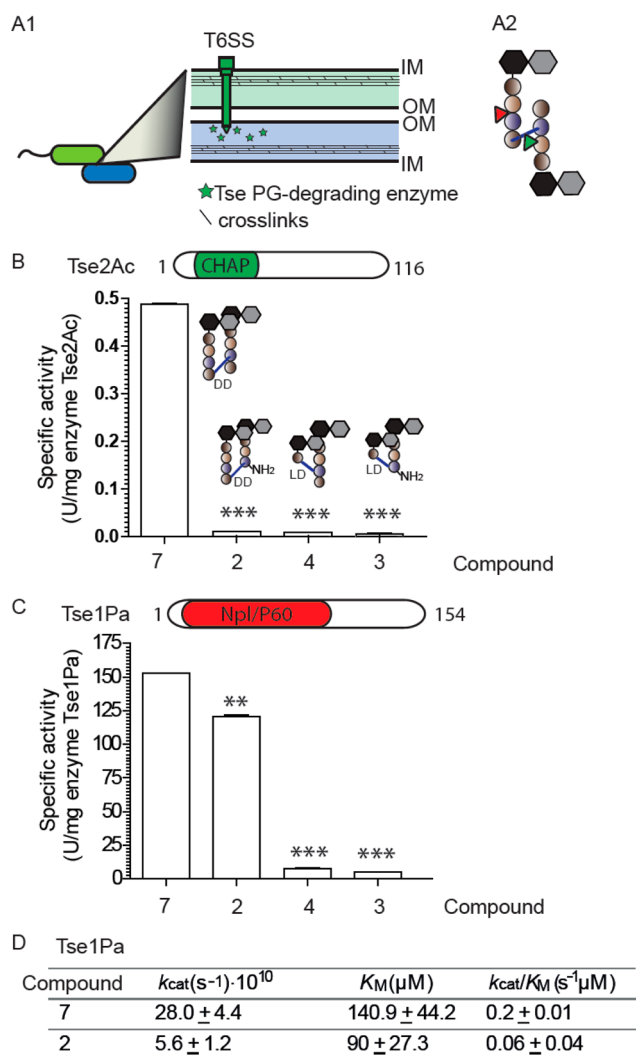 A1
A2
T6SS
IM
OM
OM
IM
Tse PG-degrading enzyme
crosslinks
B
Tse2Ac 1 CHAP 116
Specific activity
(U/mg enzyme Tse2Ac)
0.5
0.4
0.3
0.2
0.1
0.0
DD
DD
NH2
LD
LD
NH2
*** *** ***
7 2 4 3 Compound
C
Tse1Pa 1 Npl/P60 154
Specific activity
(U/mg enzyme Tse1Pa)
175
150
125
100
75
50
25
0
**
*** ***
7 2 4 3 Compound
D Tse1Pa
Compound kcat(s-1)·10^10 KM(μM) kcat/KM(s-1μM)
7 28.0 ± 4.4 140.9 ± 44.2 0.2 ± 0.01
2 5.6 ± 1.2 90 ± 27.3 0.06 ± 0.04